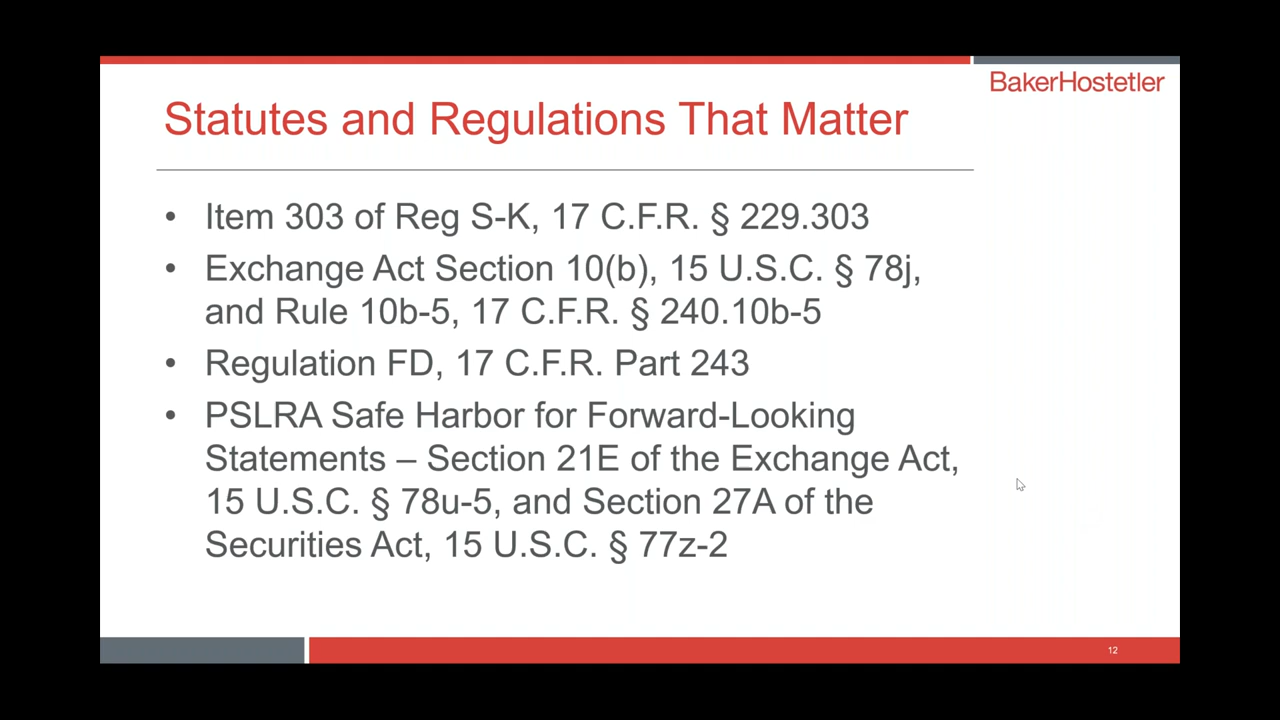 BakerHostetler
Statutes and Regulations That Matter
• Item 303 of Reg S-K, 17 C.F.R. § 229.303
• Exchange Act Section 10(b), 15 U.S.C. § 78j,
and Rule 10b-5, 17 C.F.R. § 240.10b-5
• Regulation FD, 17 C.F.R. Part 243
• PSLRA Safe Harbor for Forward-Looking
Statements – Section 21E of the Exchange Act,
15 U.S.C. § 78u-5, and Section 27A of the
Securities Act, 15 U.S.C. § 77z-2
12